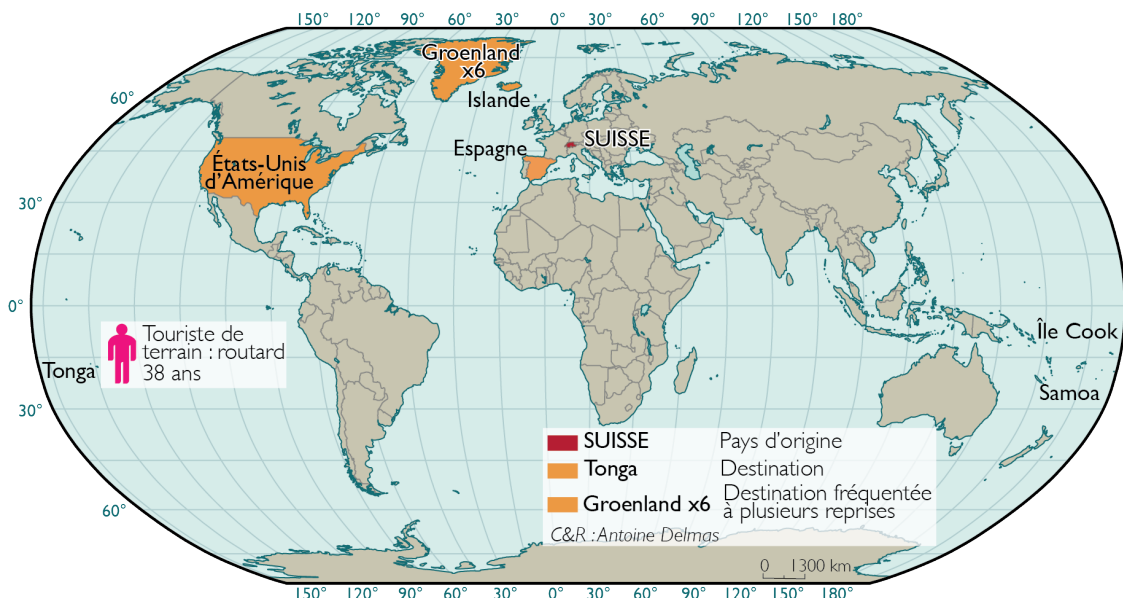 150° 120° 90° 60° 30° 0° 30° 60° 90° 120° 150° 180°
Groenland
x6
60°
Islande
SUISSE
Espagne
États-Unis
d'Amérique
30°
0°
Île Cook
Touriste de
terrain : routard
38 ans
Tonga
Samoa
30°
SUISSE Pays d'origine
Tonga Destination
Groenland x6 Destination fréquentée
à plusieurs reprises
60°
C&R : Antoine Delmas
0 1300 km
150° 120° 90° 60° 30° 0° 30° 60° 90° 120° 150° 180°